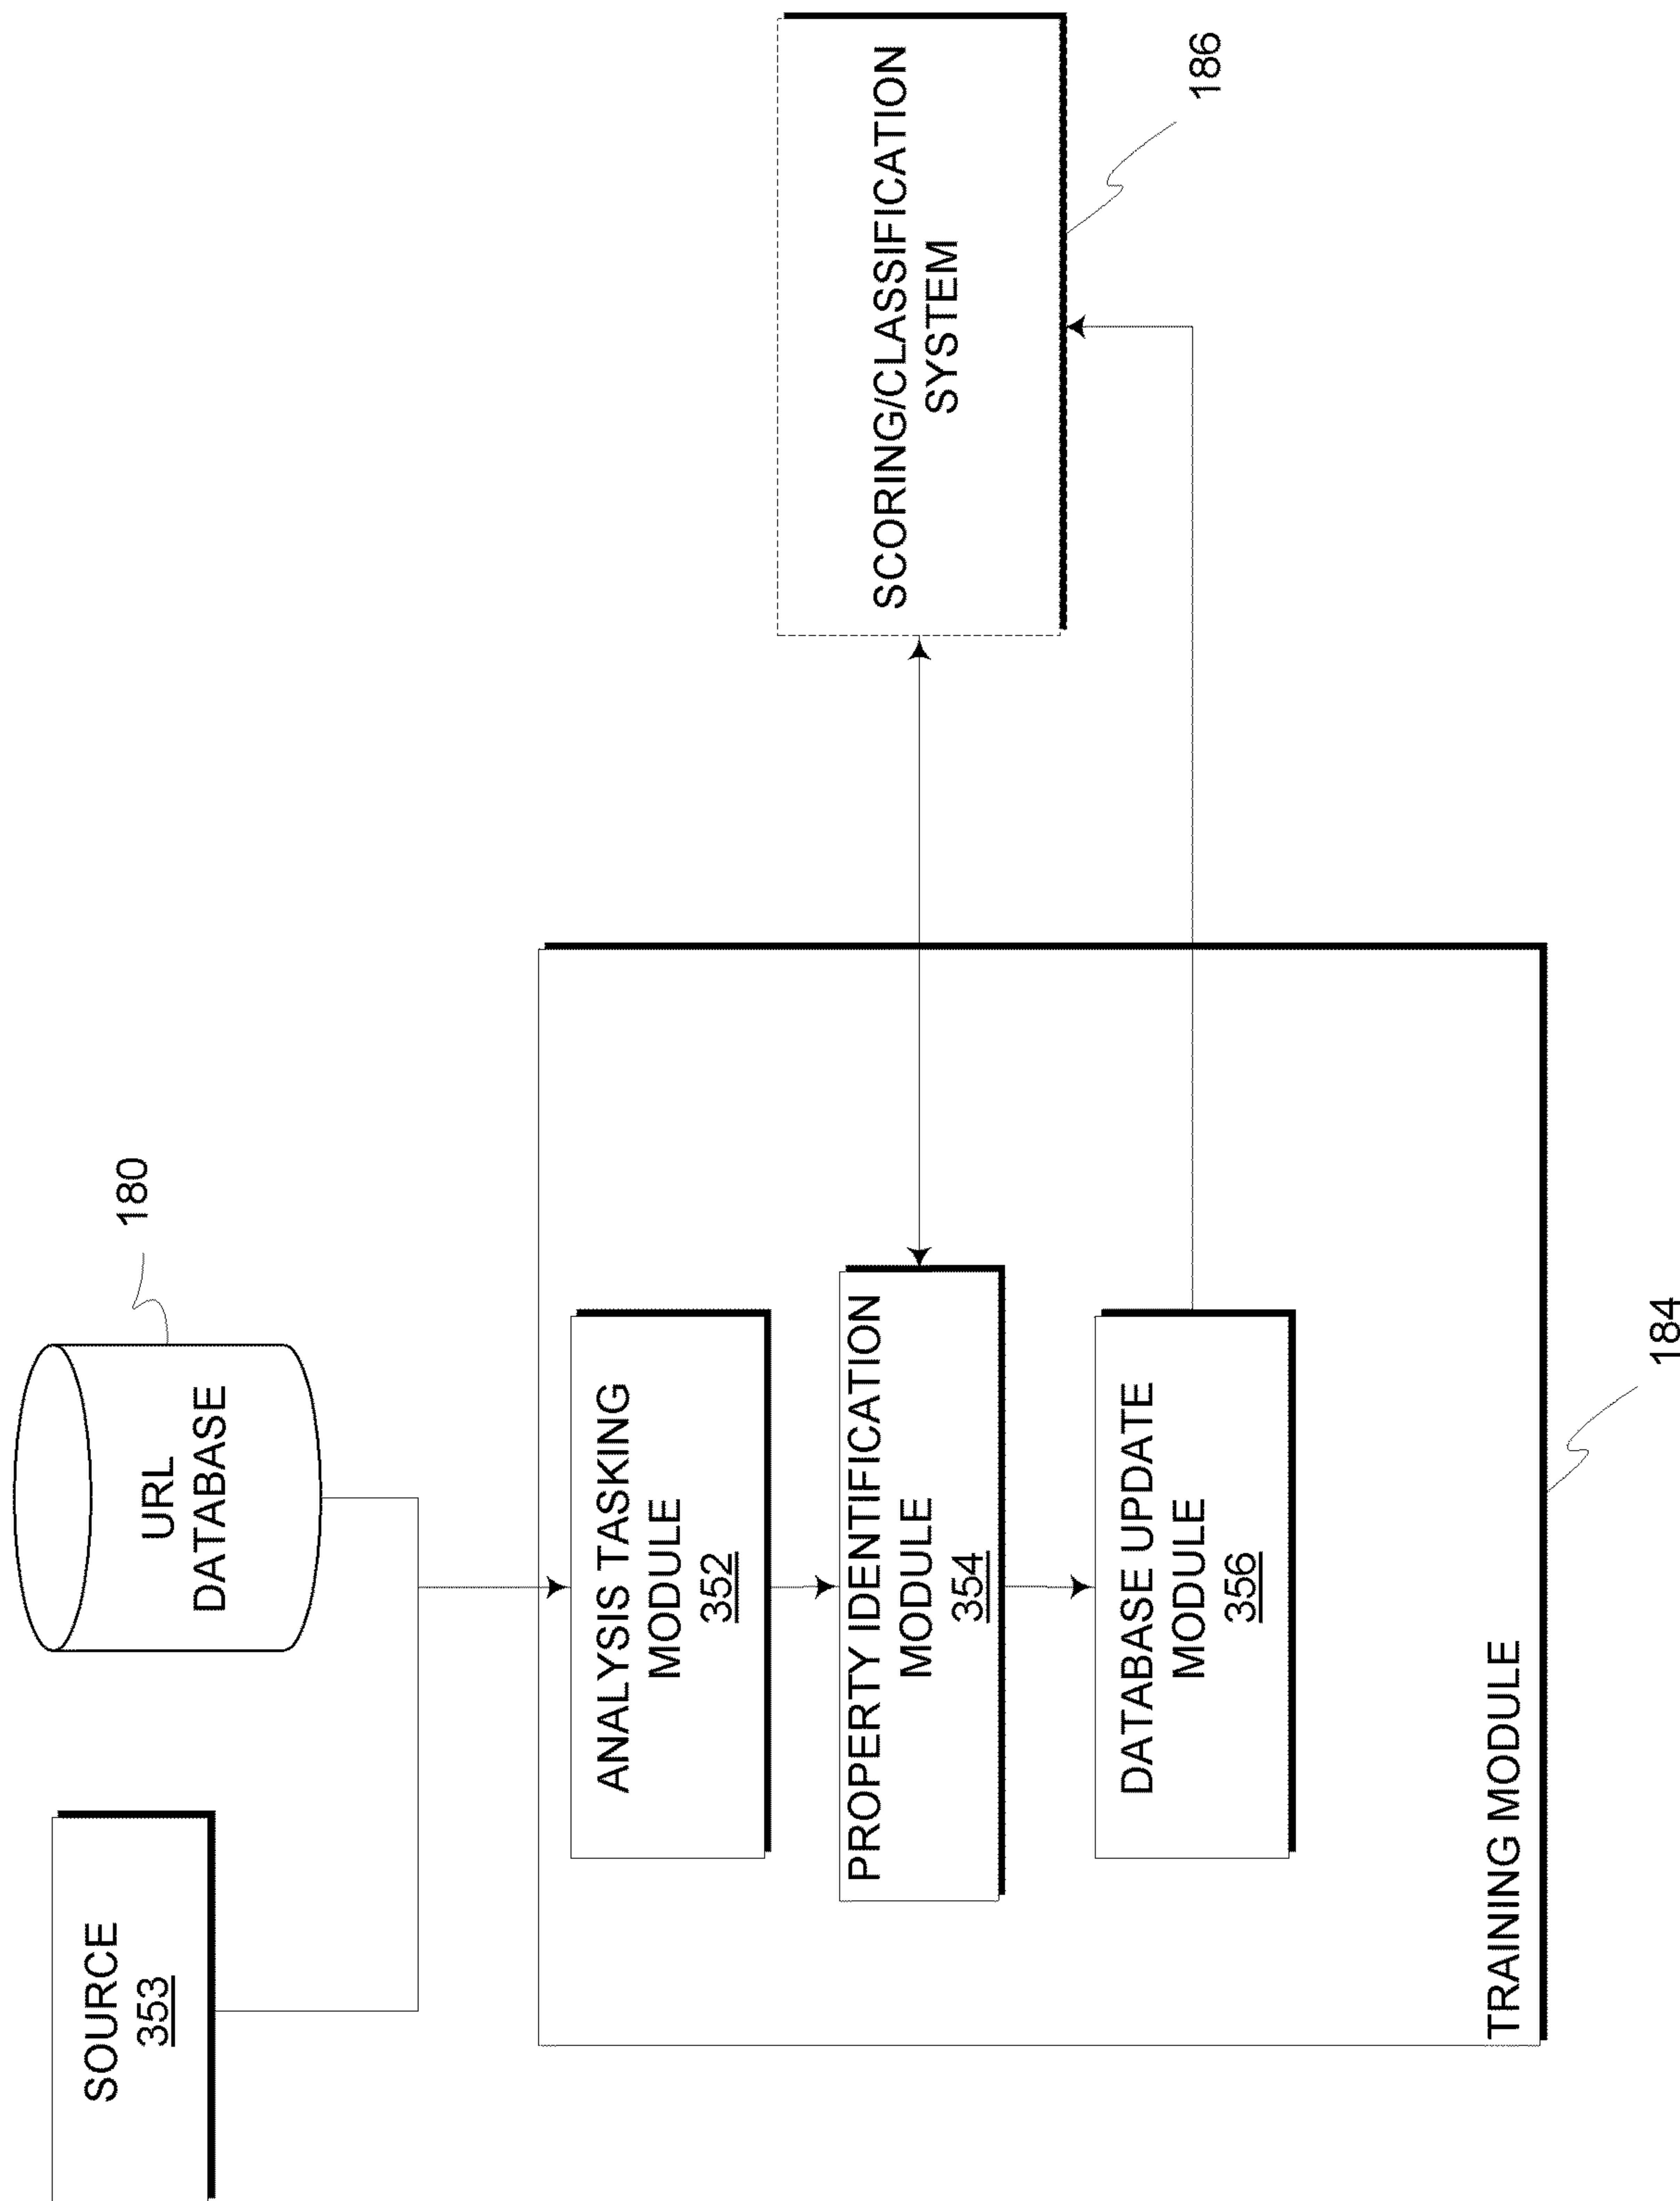 SOURCE
353
URL
DATABASE
180
ANALYSIS TASKING
MODULE
352
PROPERTY IDENTIFICATION
MODULE
354
DATABASE UPDATE
MODULE
356
TRAINING MODULE
184
SCORING/CLASSIFICATION
SYSTEM
186